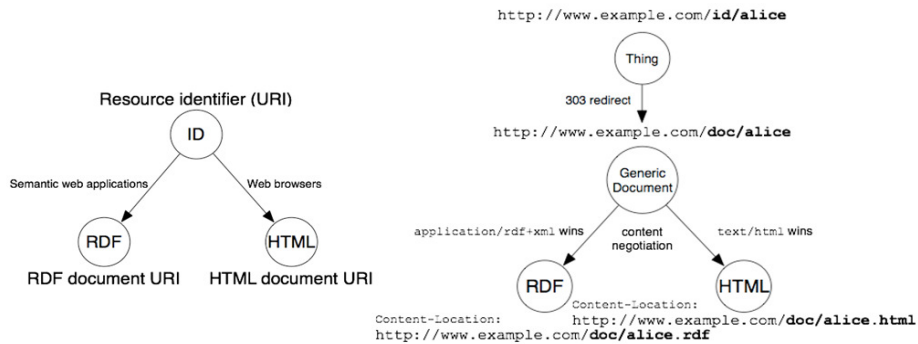 Resource identifier (URI)
ID
Semantic web applications
Web browsers
RDF
HTML
RDF document URI
HTML document URI
http://www.example.com/id/alice
Thing
303 redirect
http://www.example.com/doc/alice
Generic
Document
application/rdf+xml wins
content
negotiation
text/html wins
RDF
HTML
Content-Location:
http://www.example.com/doc/alice.html
Content-Location:
http://www.example.com/doc/alice.rdf